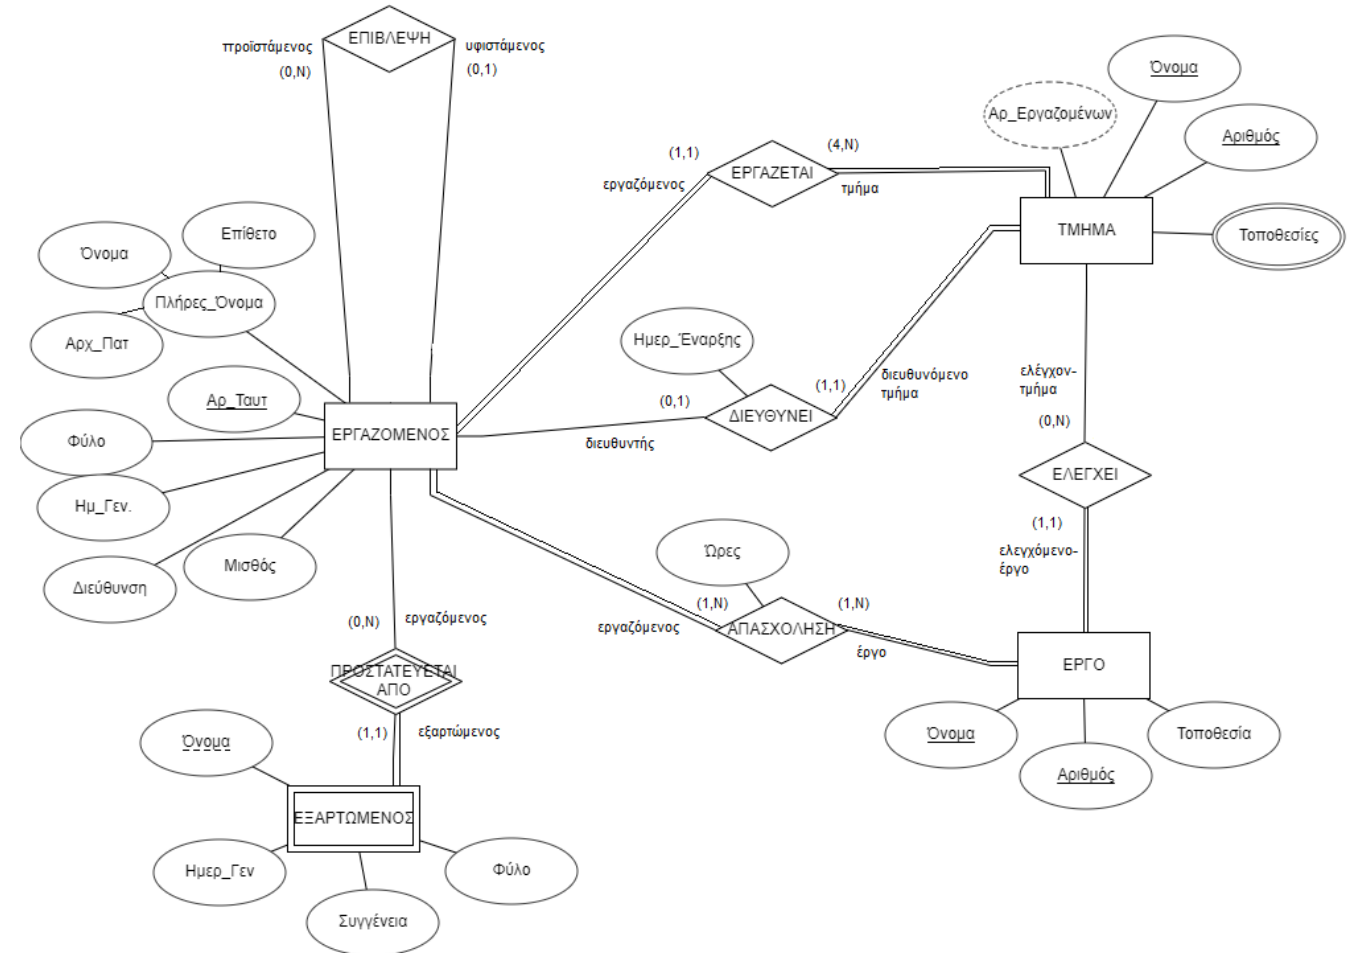 ΕΠΙΒΛΕΨΗ
προϊστάμενος
(0,N)
υφιστάμενος
(0,1)
Όνομα
Αρ_Εργαζομένων
Αριθμός
(1,1)
(4,N)
ΕΡΓΑΖΕΤΑΙ
εργαζόμενος
τμήμα
ΤΜΗΜΑ
Τοποθεσίες
Επίθετο
Όνομα
Πλήρες_Όνομα
Αρχ_Πατ
Ημερ_Έναρξης
διευθυνόμενο
τμήμα
ελέγχον-
τμήμα
Αρ_Ταυτ
(0,1)
(1,1)
ΔΙΕΥΘΥΝΕΙ
διευθυντής
(0,N)
ΕΡΓΑΖΟΜΕΝΟΣ
Φύλο
Ημ_Γεν.
Διεύθυνση
Μισθός
ΕΛΕΓΧΕΙ
(1,1)
ελεγχόμενο-
έργο
Ώρες
(1,N)
(1,N)
εργαζόμενος
ΑΠΑΣΧΟΛΗΣΗ
έργο
ΕΡΓΟ
(0,N)
εργαζόμενος
ΠΡΟΣΤΑΤΕΥΕΤΑΙ
ΑΠΟ
(1,1)
εξαρτώμενος
Όνομα
Όνομα
Αριθμός
Τοποθεσία
ΕΞΑΡΤΩΜΕΝΟΣ
Ημερ_Γεν
Συγγένεια
Φύλο